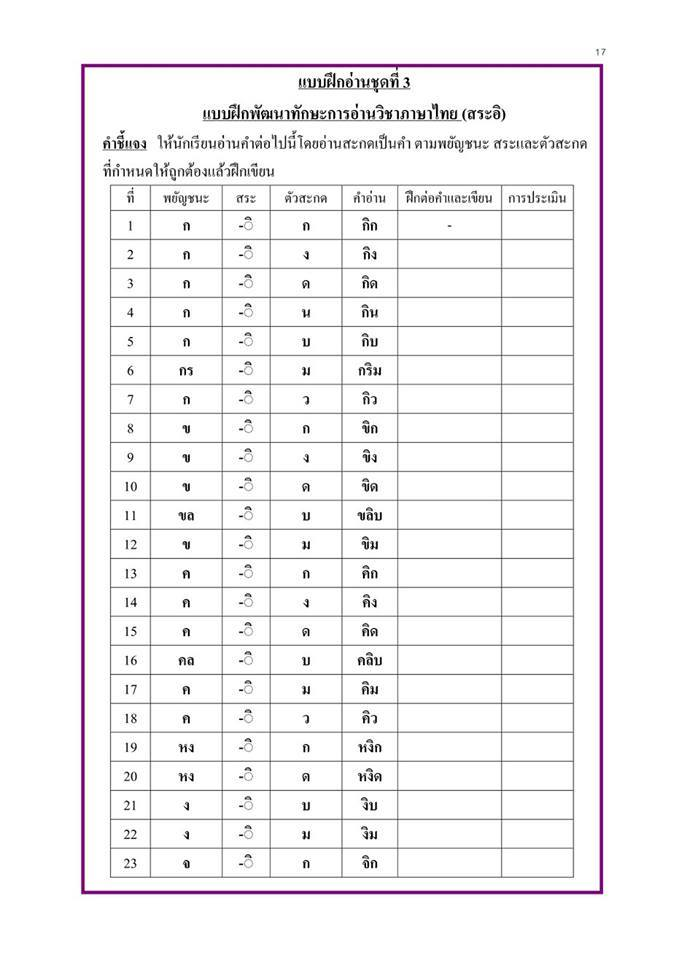 17
แบบฝึกอ่านชุดที่ 3
แบบฝึกพัฒนาทักษะการอ่านวิชาภาษาไทย (สระอิ)
คำชี้แจง ให้นักเรียนอ่านคำต่อไปนี้โดยอ่านสะกดเป็นคำ ตามพยัญชนะ สระและตัวสะกด
ที่กำหนดให้ถูกต้องแล้วฝึกเขียน
ที่ พยัญชนะ สระ ตัวสะกด คำอ่าน ฝึกต่อคำและเขียน การประเมิน
1 ก -ิ ก กิก -
2 ก -ิ ง กิง
3 ก -ิ ด กิด
4 ก -ิ น กิน
5 ก -ิ บ กิบ
6 กร -ิ ม กริม
7 ก -ิ ว กิว
8 ข -ิ ก ขิก
9 ข -ิ ง ขิง
10 ข -ิ ด ขิด
11 ขล -ิ บ ขลิบ
12 ข -ิ ม ขิม
13 ค -ิ ก คิก
14 ค -ิ ง คิง
15 ค -ิ ด คิด
16 คล -ิ บ คลิบ
17 ค -ิ ม คิม
18 ค -ิ ว คิว
19 หง -ิ ก หงิก
20 หง -ิ ด หงิด
21 ง -ิ บ งิบ
22 ง -ิ ม งิม
23 จ -ิ ก จิก